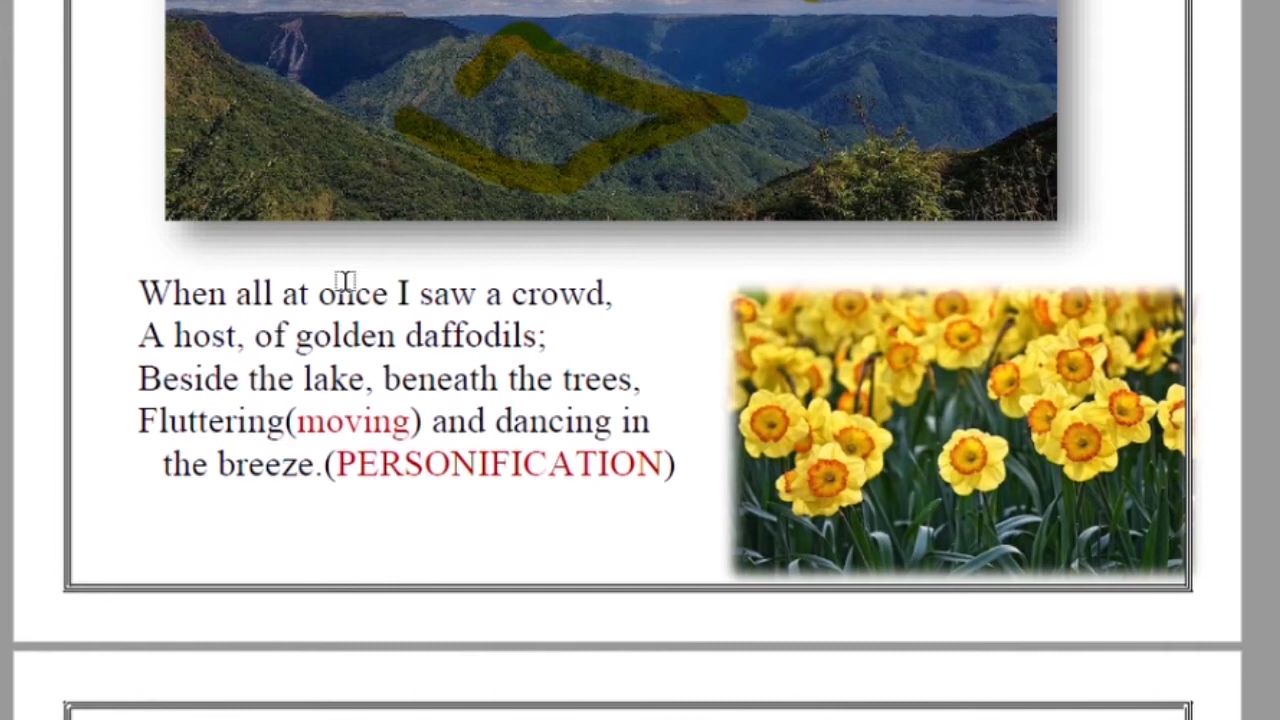 When all at once I saw a crowd,
A host, of golden daffodils;
Beside the lake, beneath the trees,
Fluttering(moving) and dancing in
the breeze.(PERSONIFICATION)